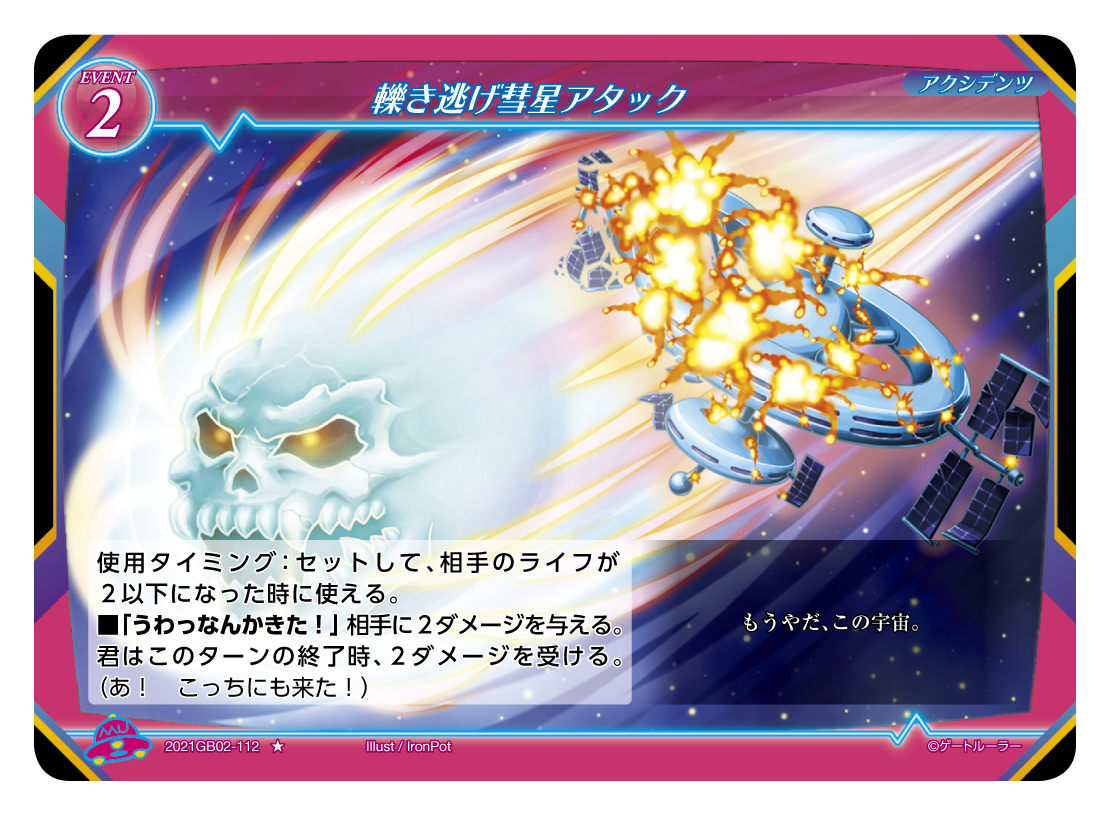 EVENT
2
轢き逃げ彗星アタック
アクシデンツ
使用タイミング:セットして、相手のライフが
2以下になった時に使える。
■「うわっなんかきた!」相手に2ダメージを与える。
君はこのターンの終了時、2ダメージを受ける。
(あ! こっちにも来た!)
もうやだ、この宇宙。
MU
2021GB02-112 ★
Illust / IronPot
©ゲートルーラー